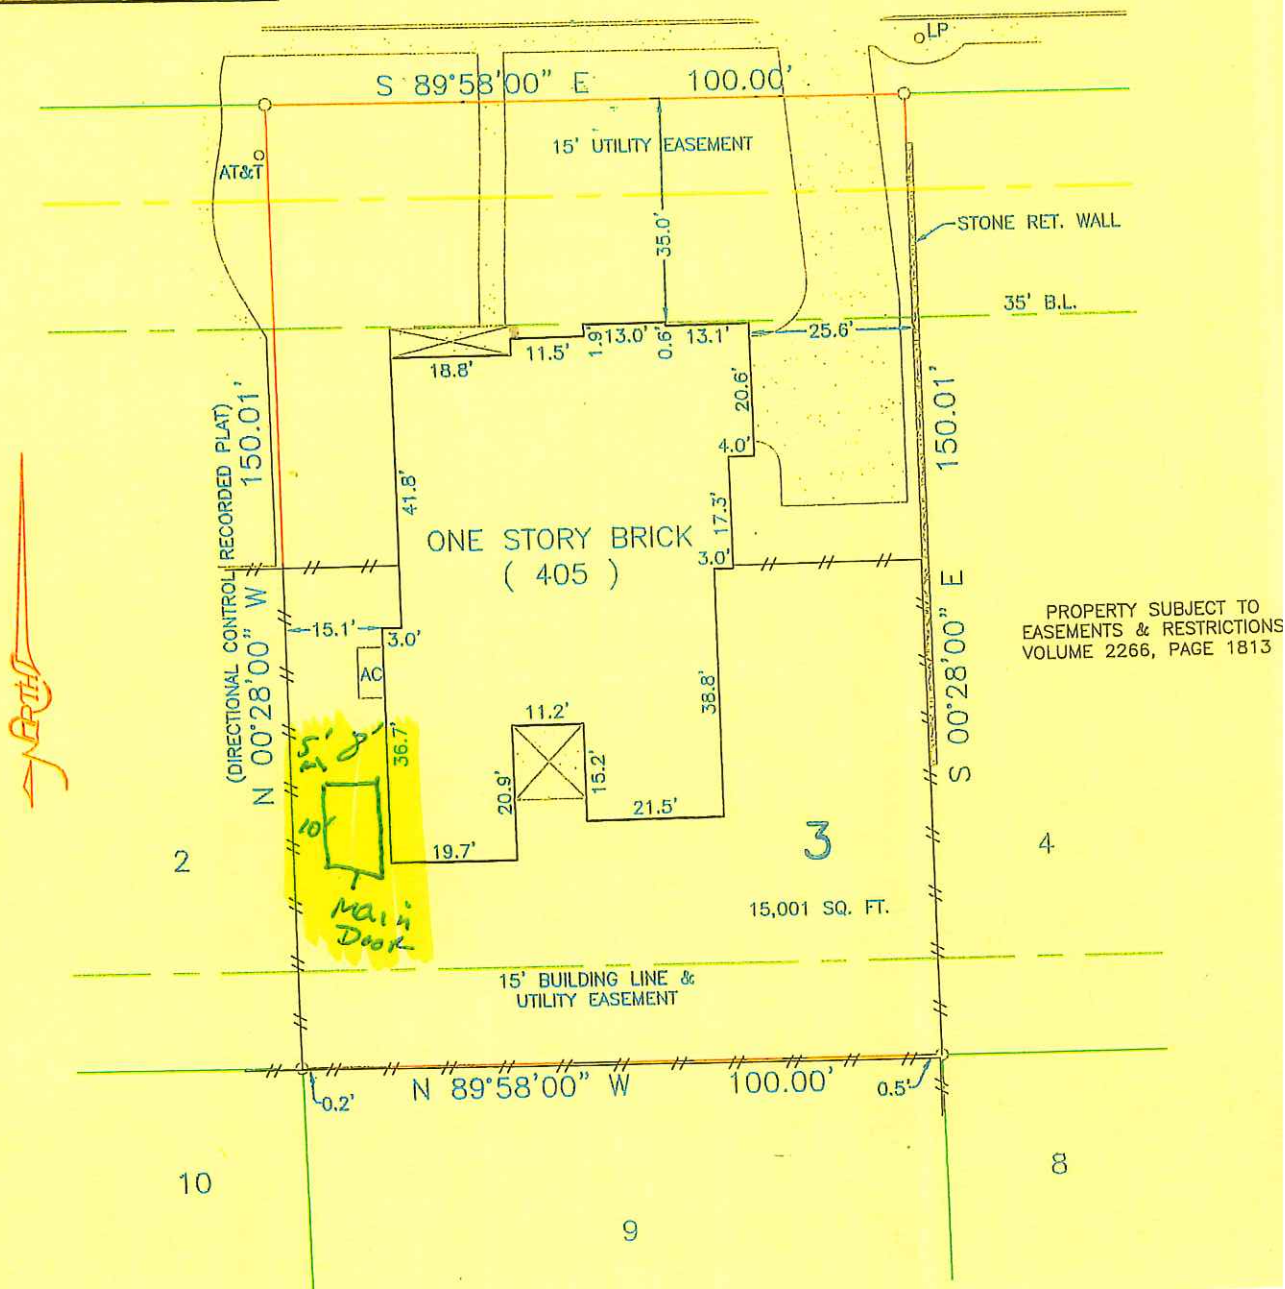 LP
S 89°58'00" E 100.00'
15' UTILITY EASEMENT
AT&T
STONE RET. WALL
35.0'
35' B.L.
18.8'
11.5'
1.9'
13.0'
0.6'
13.1'
25.6'
20.6'
4.0'
41.8'
17.3'
3.0'
ONE STORY BRICK
( 405 )
(DIRECTIONAL CONTROL RECORDED PLAT)
N 00°28'00" W 150.01'
S 00°28'00" E 150.01'
NORTH
15.1'
3.0'
AC
PROPERTY SUBJECT TO
EASEMENTS & RESTRICTIONS
VOLUME 2266, PAGE 1813
38.8'
11.2'
36.7'
20.9'
15.2'
21.5'
19.7'
5' 8'
10'
Main
Door
2
3
4
15,001 SQ. FT.
15' BUILDING LINE &
UTILITY EASEMENT
N 89°58'00" W 100.00'
0.2'
0.5'
10
9
8